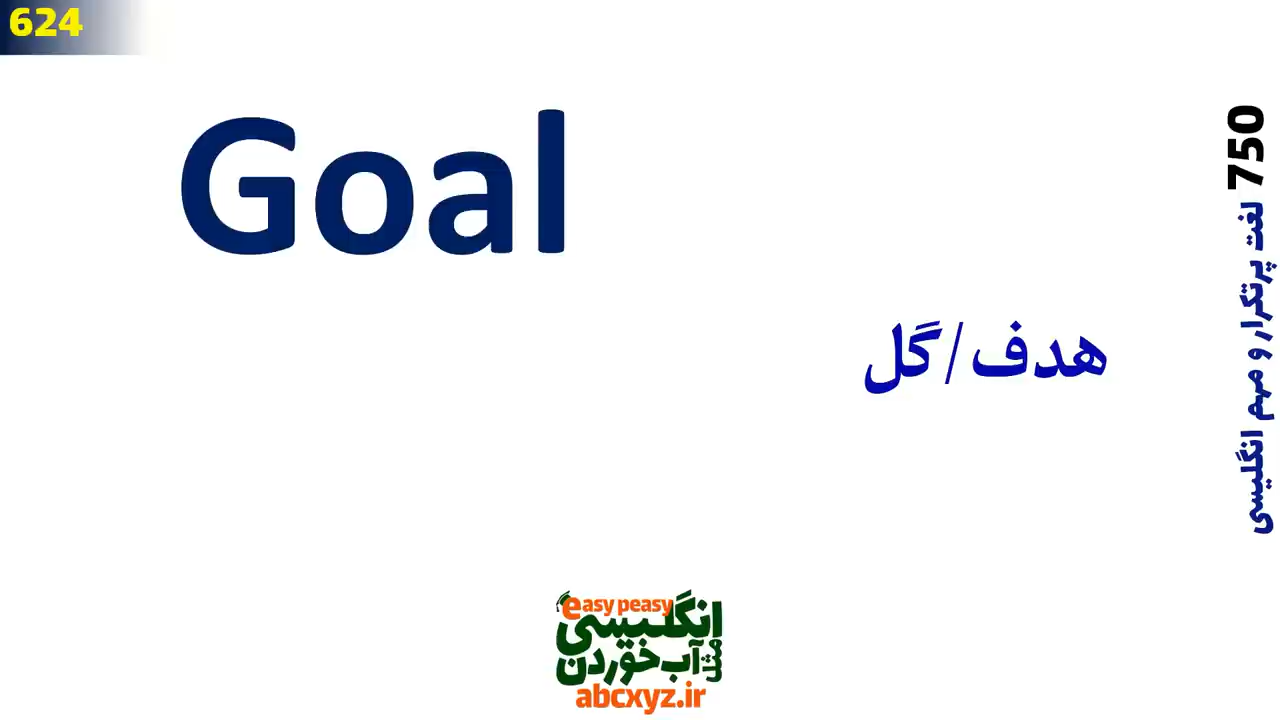 624
Goal
هدف/گل
750 لغت پرتکرار و مهم انگلیسی
easy peasy
انگلیسی
مثل آب خوردن
abcxyz.ir